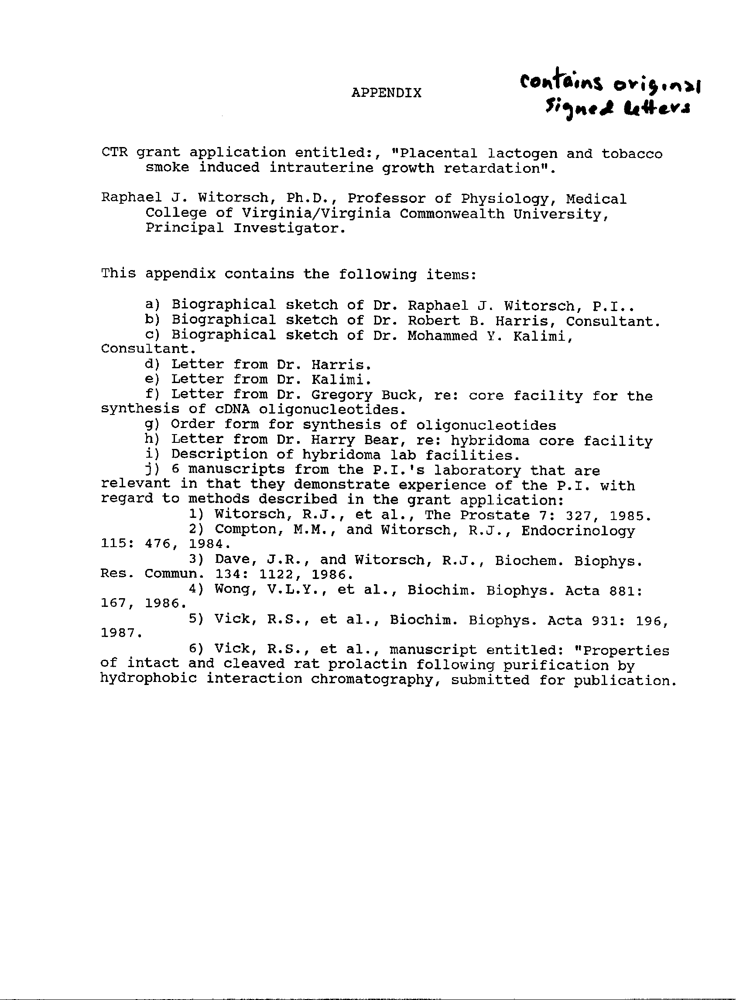 APPENDIX
contains original
signed letters
CTR grant application entitled:, "Placental lactogen and tobacco
smoke induced intrauterine growth retardation".
Raphael J. Witorsch, Ph.D., Professor of Physiology, Medical
College of Virginia/Virginia Commonwealth University,
Principal Investigator.
This appendix contains the following items:
a) Biographical sketch of Dr. Raphael J. Witorsch, P.I..
b) Biographical sketch of Dr. Robert B. Harris, Consultant.
c) Biographical sketch of Dr. Mohammed Y. Kalimi,
Consultant.
d) Letter from Dr. Harris.
e) Letter from Dr. Kalimi.
f) Letter from Dr. Gregory Buck, re: core facility for the
synthesis of cDNA oligonucleotides.
g) Order form for synthesis of oligonucleotides
h) Letter from Dr. Harry Bear, re: hybridoma core facility
i) Description of hybridoma lab facilities.
j) 6 manuscripts from the P.I.'s laboratory that are
relevant in that they demonstrate experience of the P.I. with
regard to methods described in the grant application:
1) Witorsch, R.J., et al., The Prostate 7: 327, 1985.
2) Compton, M.M., and Witorsch, R.J., Endocrinology
115: 476, 1984.
3) Dave, J.R., and Witorsch, R.J., Biochem. Biophys.
Res. Commun. 134: 1122, 1986.
4) Wong, V.L.Y., et al., Biochim. Biophys. Acta 881:
167, 1986.
5) Vick, R.S., et al., Biochim. Biophys. Acta 931: 196,
1987.
6) Vick, R.S., et al., manuscript entitled: "Properties
of intact and cleaved rat prolactin following purification by
hydrophobic interaction chromatography, submitted for publication.